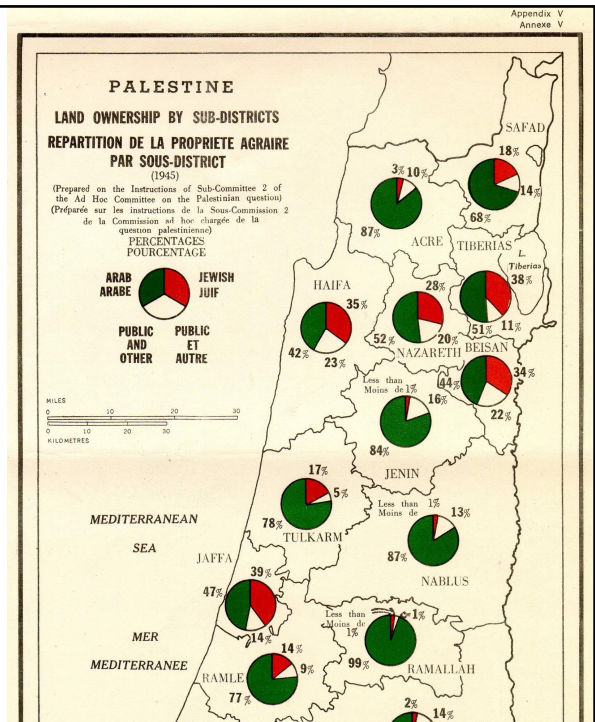 Appendix V
Annexe V
PALESTINE
LAND OWNERSHIP BY SUB-DISTRICTS
REPARTITION DE LA PROPRIETE AGRAIRE
PAR SOUS-DISTRICT
(1945)
(Prepared on the Instructions of Sub-Committee 2 of
the Ad Hoc Committee on the Palestinian question)
(Préparée sur les instructions de la Sous-Commission 2
de la Commission ad hoc chargée de la
question palestinienne)
PERCENTAGES
POURCENTAGE
ARAB
ARABE
JEWISH
JUIF
PUBLIC
AND
OTHER
PUBLIC
ET
AUTRE
MILES
0 10 20 30
0 10 20 30
KILOMETRES
SAFAD
18%
14%
68%
3% 10%
87%
ACRE
TIBERIAS
L.
Tiberias
38%
51% 11%
HAIFA
35%
42%
23%
28%
52%
20%
NAZARETH
BEISAN
34%
44%
22%
Less than
Moins de 1%
16%
84%
JENIN
17%
5%
78%
TULKARM
Less than
Moins de 1%
13%
87%
NABLUS
MEDITERRANEAN
SEA
JAFFA
39%
47%
14%
Less than
Moins de
1%
1%
99%
RAMALLAH
MER
MEDITERRANEE
14%
9%
RAMLE
77%
2%
14%